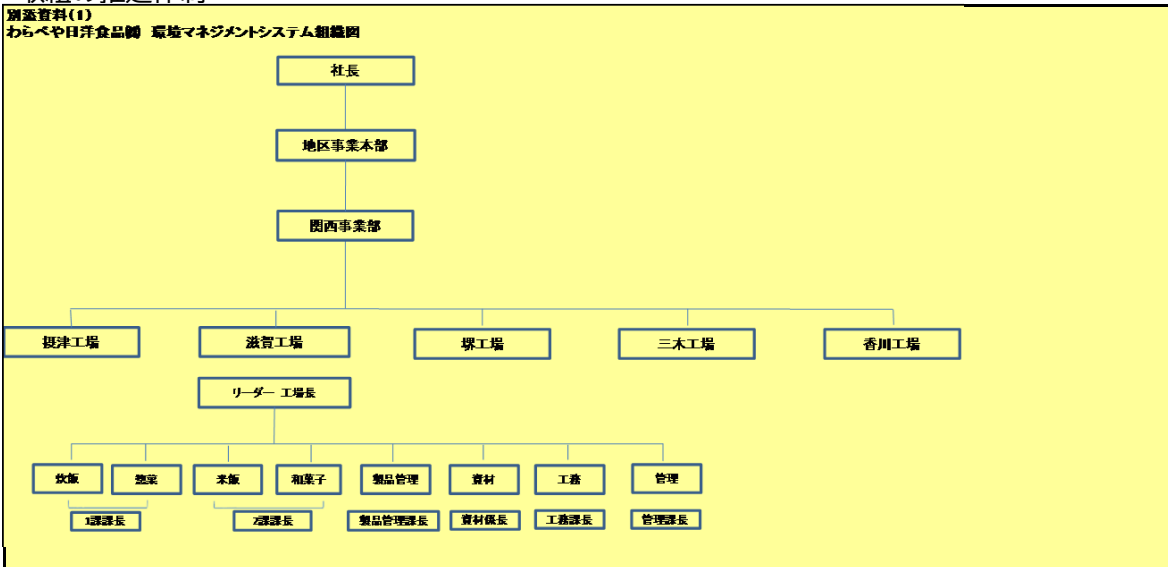 別添資料(1)
わらべや日洋食品㈱ 環境マネジメントシステム組織図
社長
地区事業本部
関西事業部
摂津工場 滋賀工場 堺工場 三木工場 香川工場
リーダー 工場長
炊飯 惣菜 米飯 和菓子 製品管理 資材 工務 管理
1課課長 2課課長 製品管理課長 資材係長 工務課長 管理課長